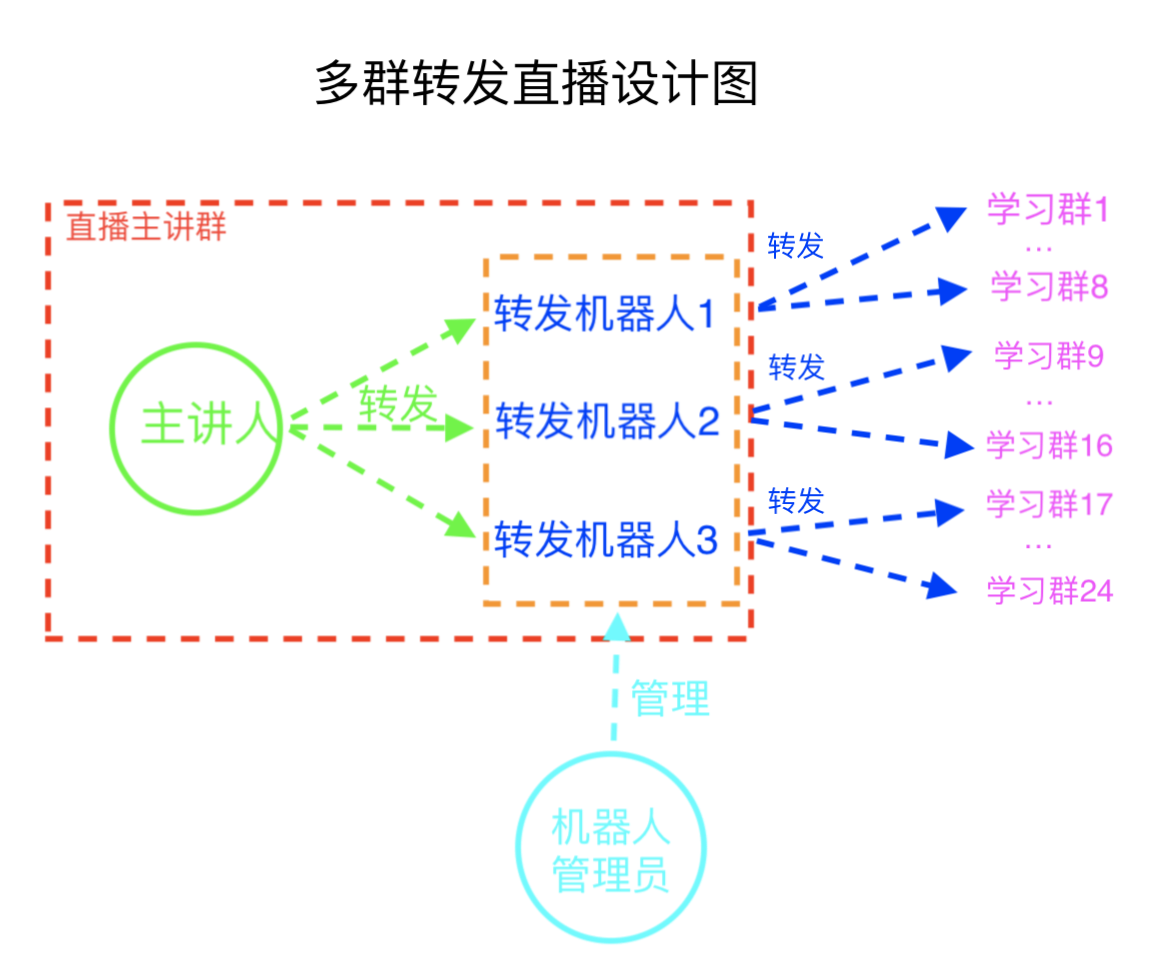 多群转发直播设计图
直播主讲群
主讲人
转发
转发机器人1
转发机器人2
转发机器人3
转发
学习群1
...
学习群8
转发
学习群9
...
学习群16
转发
学习群17
...
学习群24
管理
机器人
管理员